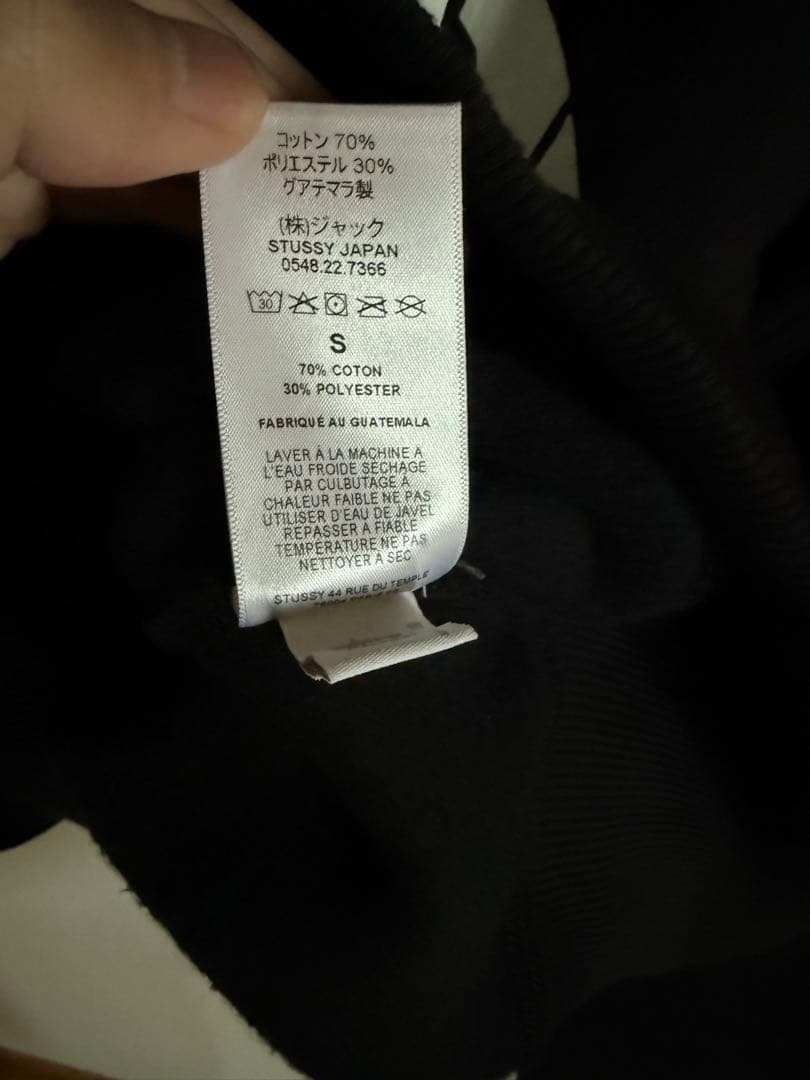 コットン 70%
ポリエステル 30%
グアテマラ製
(株)ジャック
STUSSY JAPAN
0548.22.7366
30
S
70% COTON
30% POLYESTER
FABRIQUÉ AU GUATEMALA
LAVER À LA MACHINE A
L'EAU FROIDE SÉCHAGE
PAR CULBUTAGE À
CHALEUR FAIBLE NE PAS
UTILISER D'EAU DE JAVEL
REPASSER A FIABLE
TEMPÉRATURE NE PAS
NETTOYER À SEC
STUSSY 44 RUE DU TEMPLE